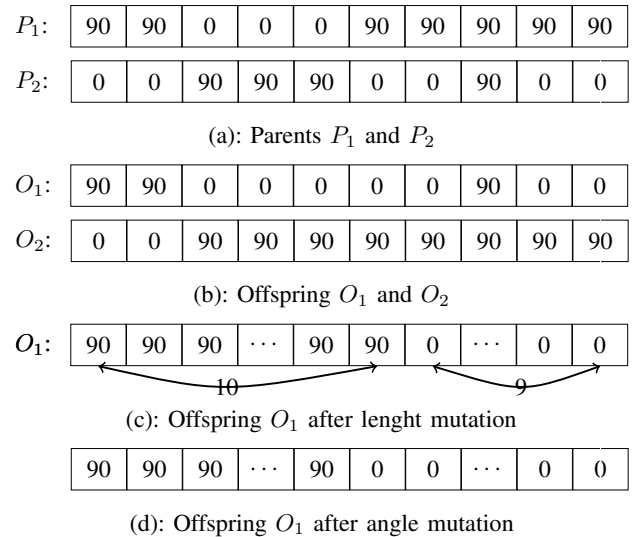 P1: 90 90 0 0 0 90 90 90 90 90
P2: 0 0 90 90 90 0 0 90 0 0
(a): Parents P1 and P2
O1: 90 90 0 0 0 0 0 90 0 0
O2: 0 0 90 90 90 90 90 90 90 90
(b): Offspring O1 and O2
O1: 90 90 90 ··· 90 90 0 ··· 0 0
10 9
(c): Offspring O1 after lenght mutation
90 90 90 ··· 90 0 0 ··· 0 0
(d): Offspring O1 after angle mutation